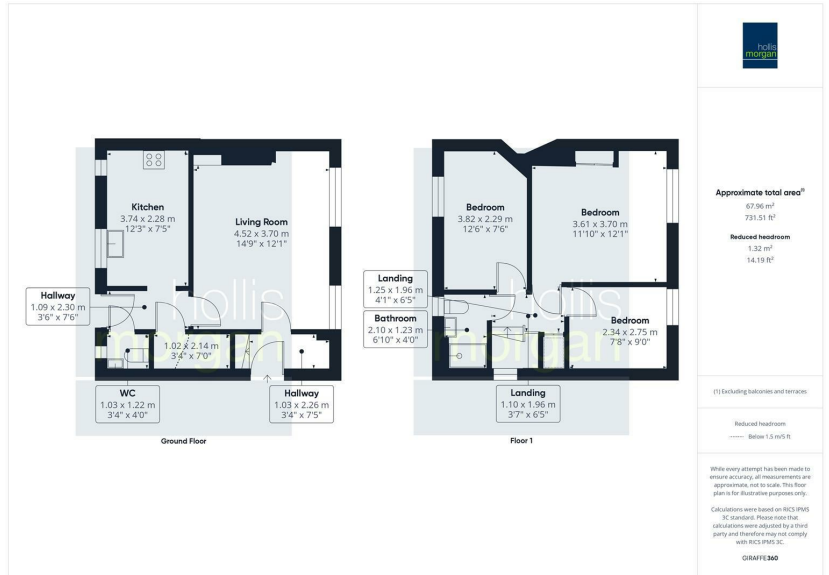 Kitchen
3.74 x 2.28 m
12'3" x 7'5"
Living Room
4.52 x 3.70 m
14'9" x 12'1"
Hallway
1.09 x 2.30 m
3'6" x 7'6"
1.02 x 2.14 m
3'4" x 7'0"
WC
1.03 x 1.22 m
3'4" x 4'0"
Hallway
1.03 x 2.26 m
3'4" x 7'5"
Ground Floor
hollis
morgan
Bedroom
3.82 x 2.29 m
12'6" x 7'6"
Bedroom
3.61 x 3.70 m
11'10" x 12'1"
Landing
1.25 x 1.96 m
4'1" x 6'5"
Bathroom
2.10 x 1.23 m
6'10" x 4'0"
Bedroom
2.34 x 2.75 m
7'8" x 9'0"
Landing
1.10 x 1.96 m
3'7" x 6'5"
Floor 1
hollis
morgan
hollis
morgan
Approximate total area(1)
67.96 m²
731.51 ft²
Reduced headroom
1.32 m²
14.19 ft²
(1) Excluding balconies and terraces
Reduced headroom
------- Below 1.5 m/5 ft
While every attempt has been made to
ensure accuracy, all measurements are
approximate, not to scale. This floor
plan is for illustrative purposes only.
Calculations were based on RICS IPMS
3C standard. Please note that
calculations were adjusted by a third
party and therefore may not comply
with RICS IPMS 3C.
GIRAFFE360